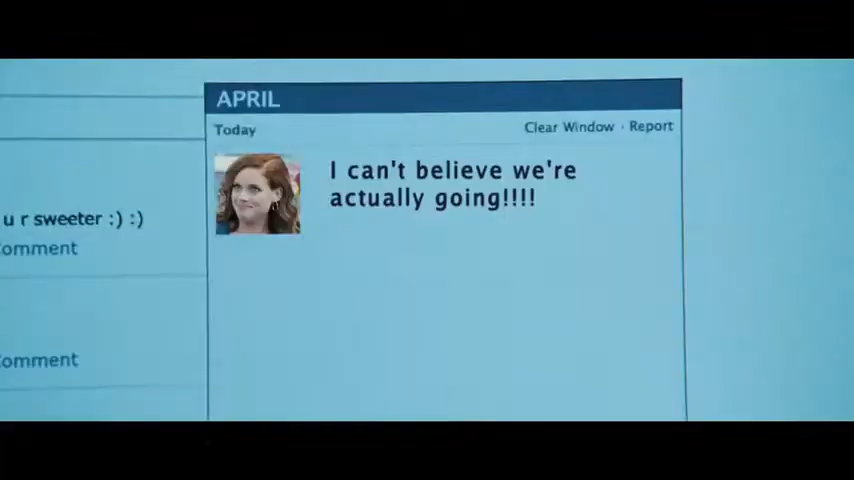 APRIL
Today
Clear Window · Report
I can't believe we're
actually going!!!!
u r sweeter :) :)
omment
omment